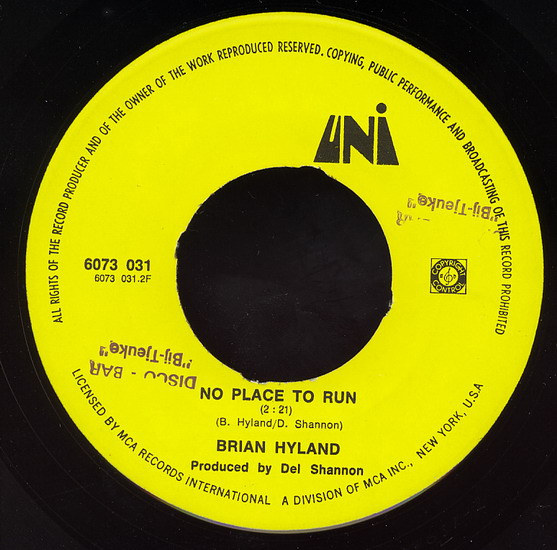 ALL RIGHTS OF THE RECORD PRODUCER AND OF THE OWNER OF THE WORK REPRODUCED RESERVED. COPYING, PUBLIC PERFORMANCE AND BROADCASTING OF THIS RECORD PROHIBITED
UNI
"Bij-Tjeuke"
6073 031
6073 031.2F
COPYRIGHT
CONTROL
DISCO - BAR
"Bij-Tjeuke"
NO PLACE TO RUN
(2 : 21)
(B. Hyland/D. Shannon)
BRIAN HYLAND
Produced by Del Shannon
LICENSED BY MCA RECORDS INTERNATIONAL A DIVISION OF MCA INC., NEW YORK, U.S.A